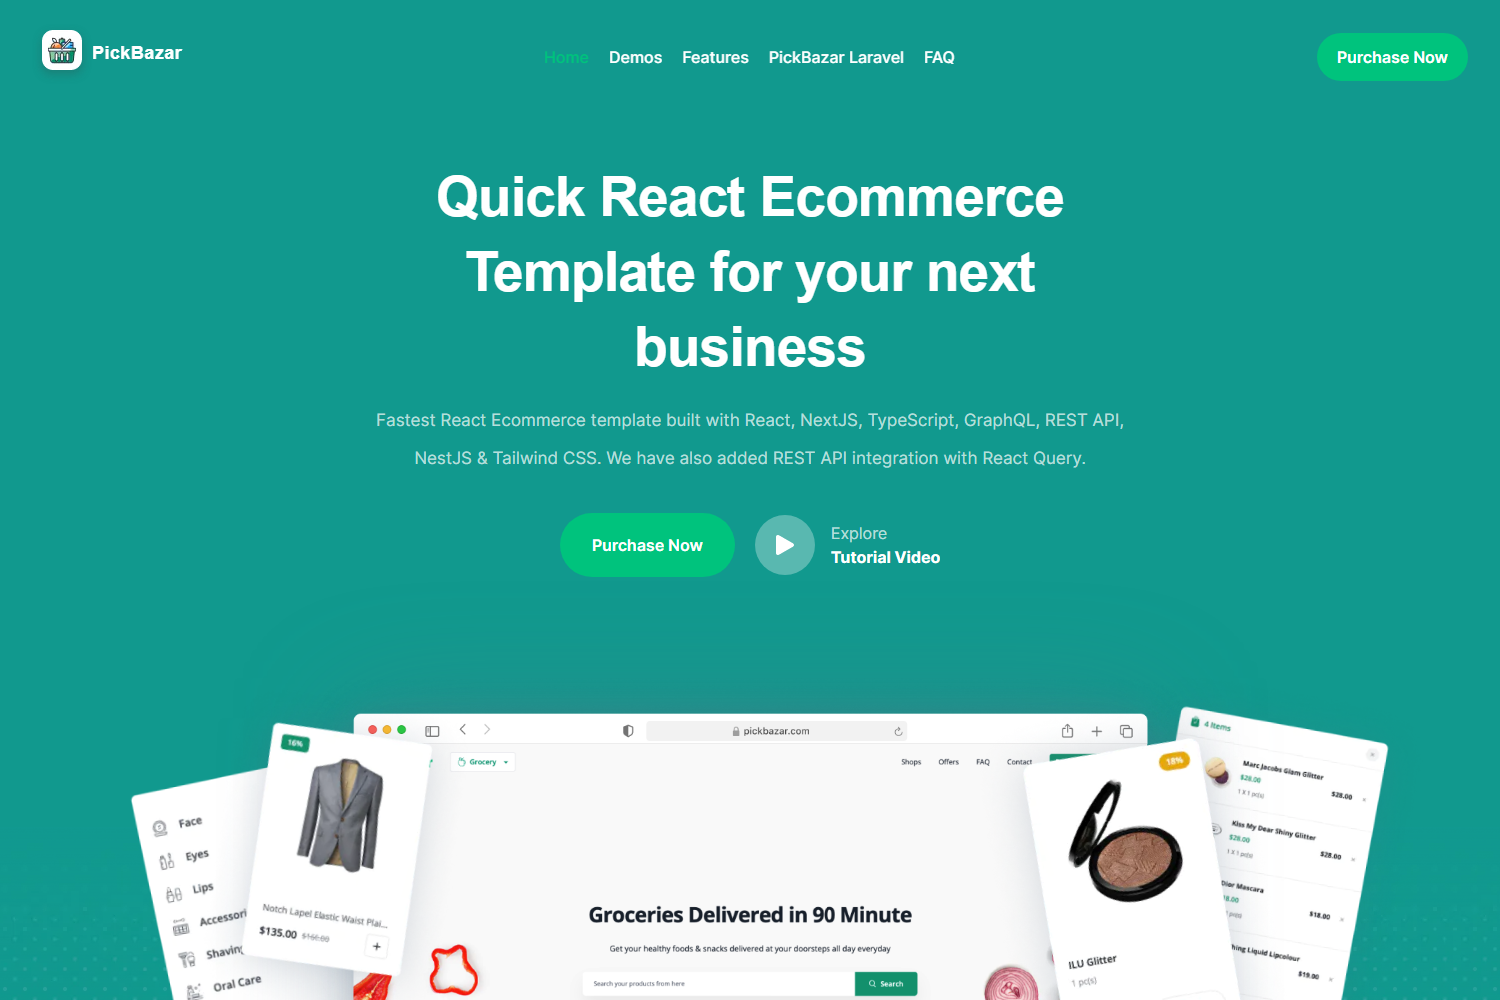 PickBazar
Home
Demos
Features
PickBazar Laravel
FAQ
Purchase Now
Quick React Ecommerce
Template for your next
business
Fastest React Ecommerce template built with React, NextJS, TypeScript, GraphQL, REST API,
NestJS & Tailwind CSS. We have also added REST API integration with React Query.
Purchase Now
Explore
Tutorial Video
pickbazar.com
Grocery
Shops
Offers
FAQ
Contact
Groceries Delivered in 90 Minute
Get your healthy foods & snacks delivered at your doorsteps all day everyday
Search your products from here
Search
Face
Eyes
Lips
Accessori
Shaving
Oral Care
16%
Notch Lapel Elastic Waist Plai...
$135.00 $166.00
18%
ILU Glitter
1 pc(s)
4 Items
Marc Jacobs Glam Glitter
$28.00
1 X 1 pc(s)
$28.00
Kiss My Dear Shiny Glitter
$28.00
1 X 1 pc(s)
$28.00
Dior Mascara
8.00
1 pc(s)
$18.00
hing Liquid Lipcolour
$19.00